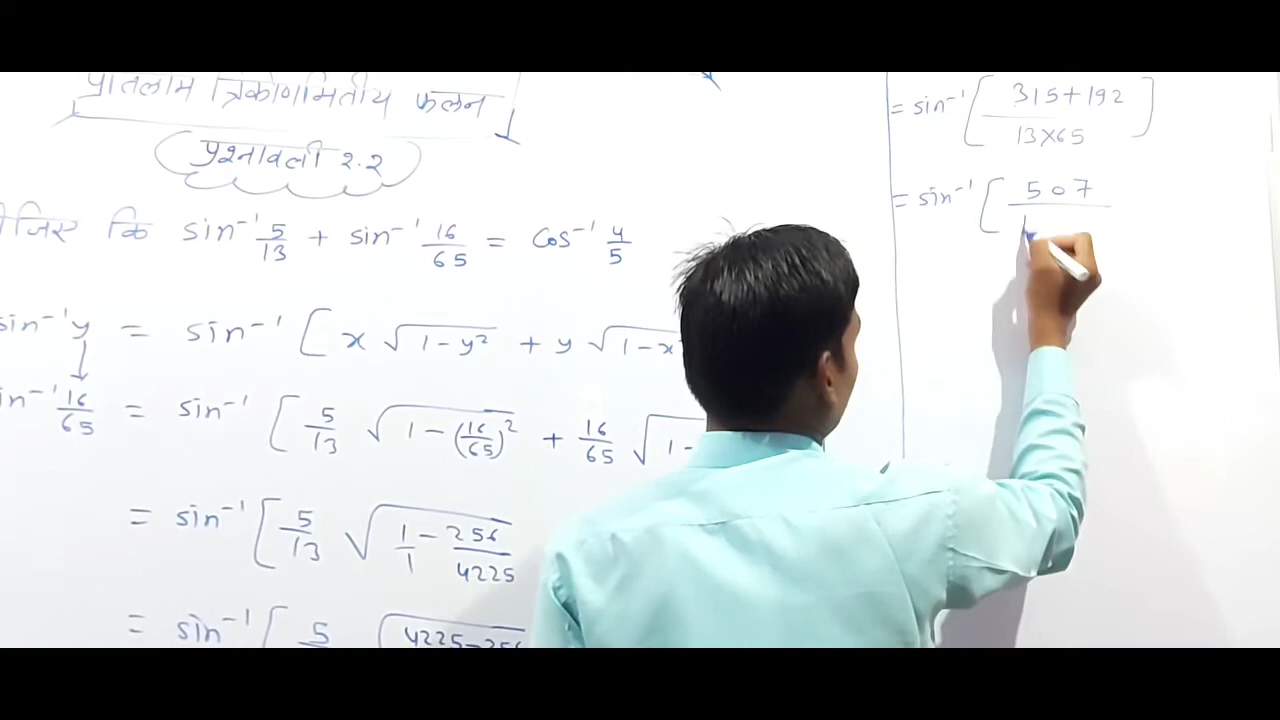 प्रतिलोम त्रिकोणमितीय फलन
प्रश्नावली 2.2
कि sin⁻¹ 5/13 + sin⁻¹ 16/65 = cos⁻¹ 4/5
sin⁻¹y = sin⁻¹ [ x √(1-y²) + y √(1-x²
sin⁻¹ 16/65 = sin⁻¹ [ 5/13 √(1-(16/65)²) + 16/65 √(1-
= sin⁻¹ [ 5/13 √(1/1 - 256/4225)
= sin⁻¹ [ 5 √(4225-256
= sin⁻¹ [ (315+192)/(13×65) ]
= sin⁻¹ [ 507